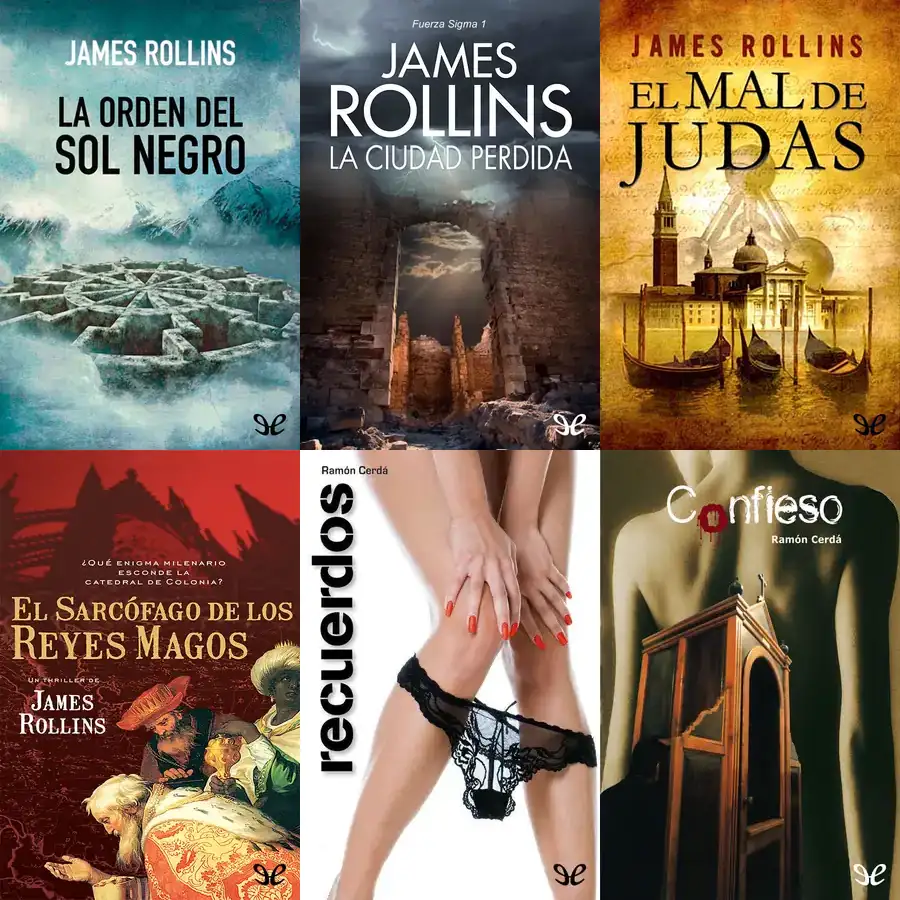 JAMES ROLLINS
LA ORDEN DEL
SOL NEGRO
Fuerza Sigma 1
JAMES
ROLLINS
LA CIUDAD PERDIDA
JAMES ROLLINS
EL MAL DE
JUDAS
¿QUÉ ENIGMA MILENARIO
ESCONDE LA
CATEDRAL DE COLONIA?
EL SARCÓFAGO DE LOS
REYES MAGOS
UN THRILLER DE
JAMES
ROLLINS
Ramón Cerdá
recuerdos
Confieso
Ramón Cerdá